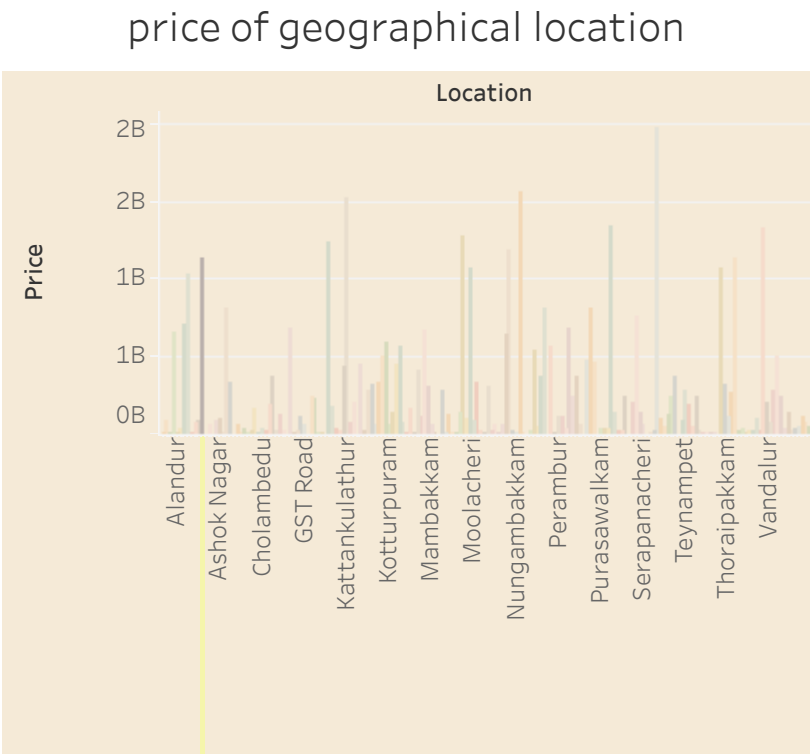 price of geographical location
Location
Price
2B
2B
1B
1B
0B
Alandur
Ashok Nagar
Cholambedu
GST Road
Kattankulathur
Kotturpuram
Mambakkam
Moolacheri
Nungambakkam
Perambur
Purasawalkam
Serapanacheri
Teynampet
Thoraipakkam
Vandalur